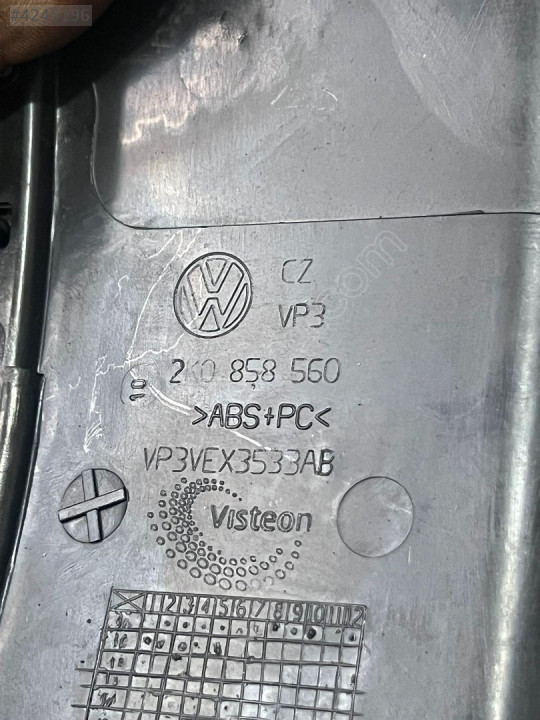 CZ
VP3
2K0 858 560
10
>ABS+PC<
VP3VEX3533AB
Visteon
1 2 3 4 5 6 7 8 9 10 11 12